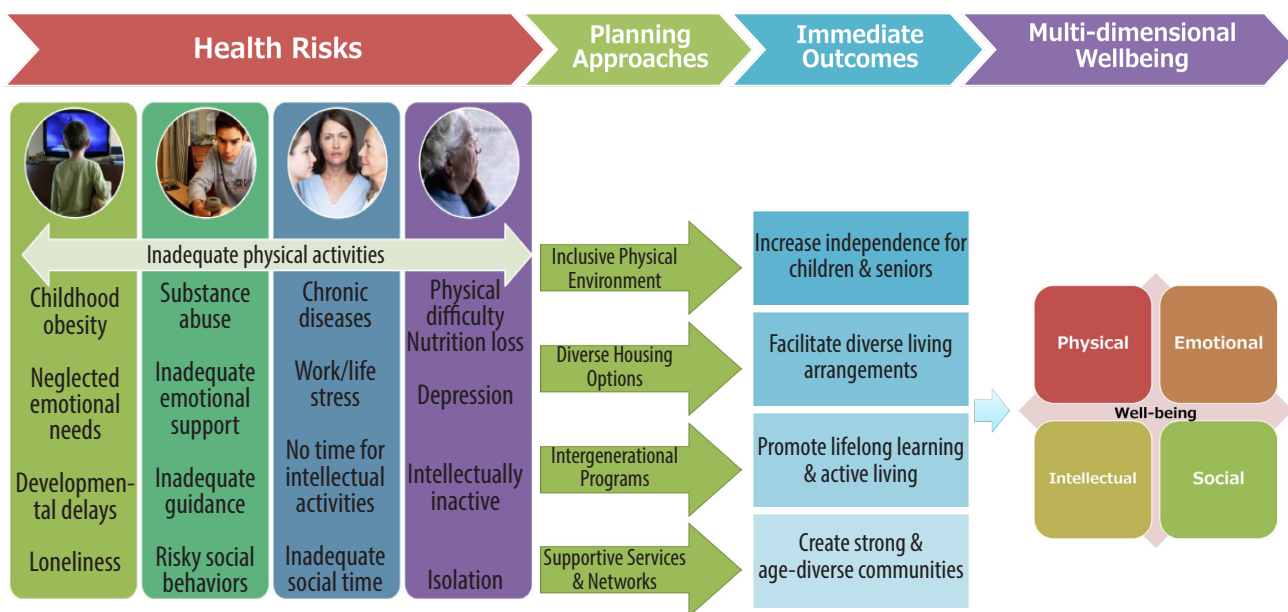 Health Risks
Planning
Approaches
Immediate
Outcomes
Multi-dimensional
Wellbeing
Inadequate physical activities
Childhood
obesity
Neglected
emotional
needs
Developmen-
tal delays
Loneliness
Substance
abuse
Inadequate
emotional
support
Inadequate
guidance
Risky social
behaviors
Chronic
diseases
Work/life
stress
No time for
intellectual
activities
Inadequate
social time
Physical
difficulty
Nutrition loss
Depression
Intellectually
inactive
Isolation
Inclusive Physical
Environment
Diverse Housing
Options
Intergenerational
Programs
Supportive Services
& Networks
Increase independence for
children & seniors
Facilitate diverse living
arrangements
Promote lifelong learning
& active living
Create strong &
age-diverse communities
Physical
Emotional
Well-being
Intellectual
Social